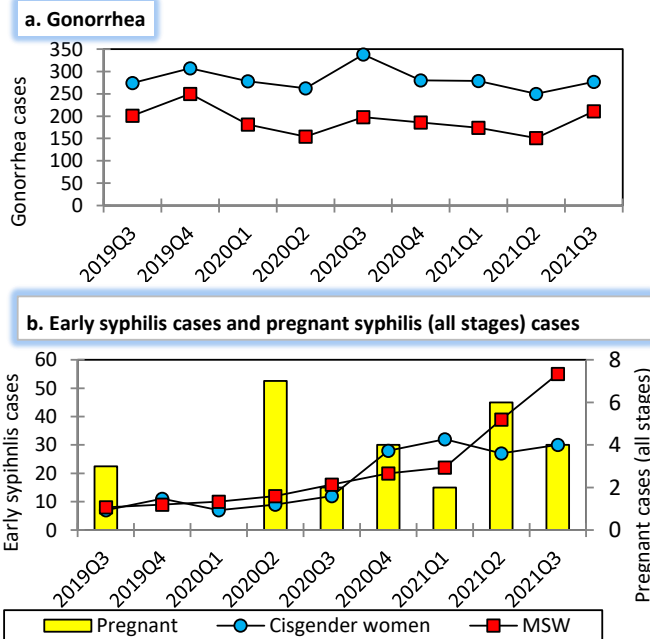 a. Gonorrhea
350
300
250
200
150
100
50
0
Gonorrhea cases
2019Q3 2019Q4 2020Q1 2020Q2 2020Q3 2020Q4 2021Q1 2021Q2 2021Q3
b. Early syphilis cases and pregnant syphilis (all stages) cases
60
50
40
30
20
10
0
Early sypihnlis cases
8
6
4
2
0
Pregnant cases (all stages)
2019Q3 2019Q4 2020Q1 2020Q2 2020Q3 2020Q4 2021Q1 2021Q2 2021Q3
Pregnant Cisgender women MSW